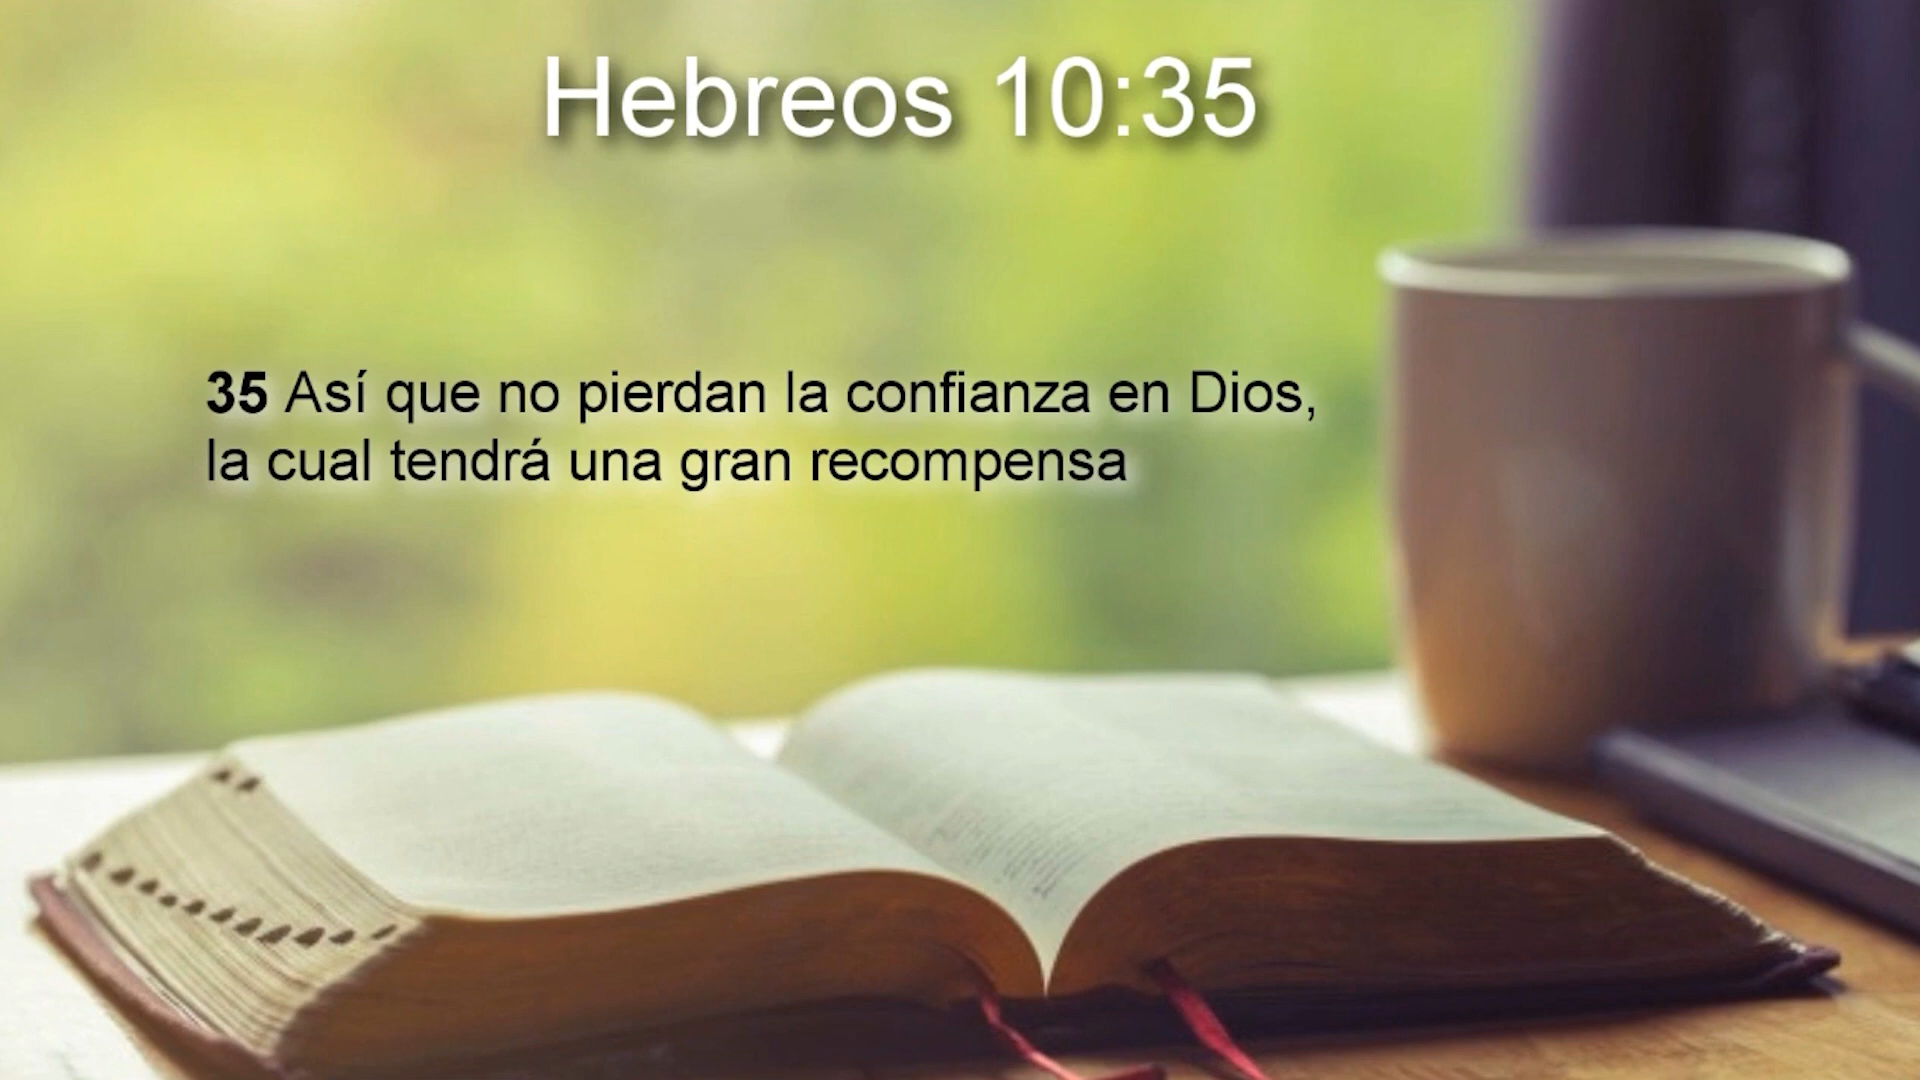 Hebreos 10:35
35 Así que no pierdan la confianza en Dios,
la cual tendrá una gran recompensa